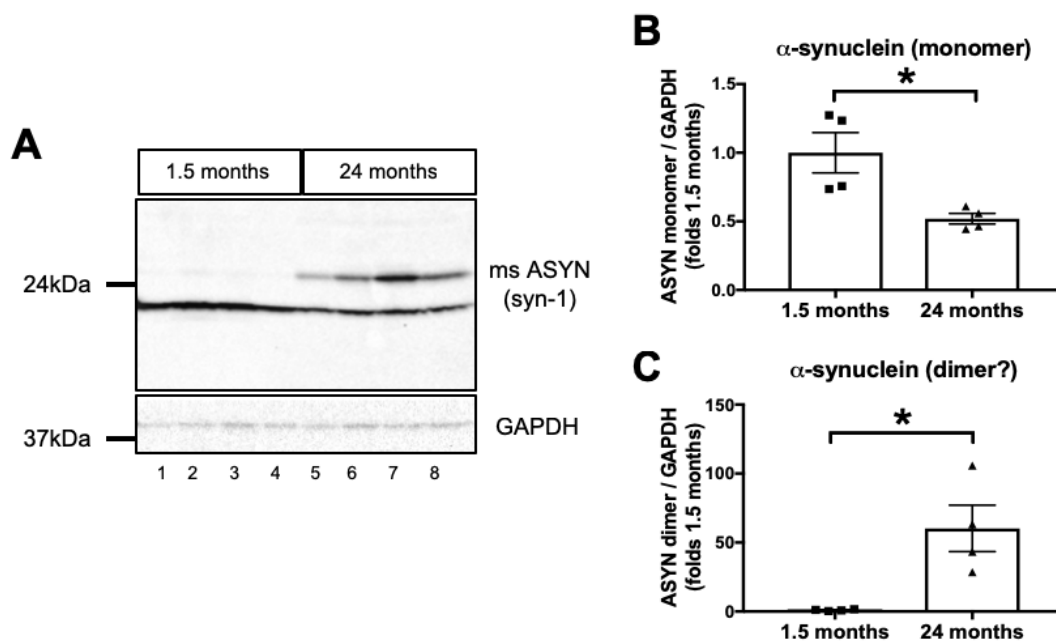 A
1.5 months 24 months
24kDa
ms ASYN
(syn-1)
37kDa
GAPDH
1 2 3 4 5 6 7 8
B
α-synuclein (monomer)
*
ASYN monomer / GAPDH
(folds 1.5 months)
1.5
1.0
0.5
0.0
1.5 months 24 months
C
α-synuclein (dimer?)
*
ASYN dimer / GAPDH
(folds 1.5 months)
150
100
50
0
1.5 months 24 months